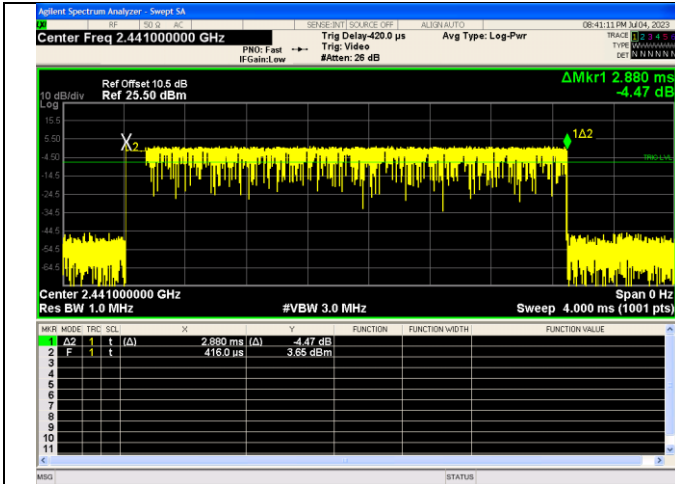 Agilent Spectrum Analyzer - Swept SA
RF 50 Ω AC SENSE:INT SOURCE OFF ALIGN AUTO 08:41:11 PM Jul 04, 2023
Center Freq 2.441000000 GHz
PNO: Fast
IFGain:Low
Trig Delay-420.0 µs
Trig: Video
#Atten: 26 dB
Avg Type: Log-Pwr
TRACE 1 2 3 4 5 6
TYPE W
DET N N N N N N
ΔMkr1 2.880 ms
-4.47 dB
Ref Offset 10.5 dB
10 dB/div Ref 25.50 dBm
Log
15.5
5.50
-4.50
-14.5
-24.5
-34.5
-44.5
-54.5
-64.5
X2
1Δ2
TRIG LVL
Center 2.441000000 GHz Span 0 Hz
Res BW 1.0 MHz #VBW 3.0 MHz Sweep 4.000 ms (1001 pts)
MKR MODE TRC SCL X Y FUNCTION FUNCTION WIDTH FUNCTION VALUE
1 Δ2 1 t (Δ) 2.880 ms (Δ) -4.47 dB
2 F 1 t 416.0 µs 3.65 dBm
3
4
5
6
7
8
9
10
11
MSG STATUS